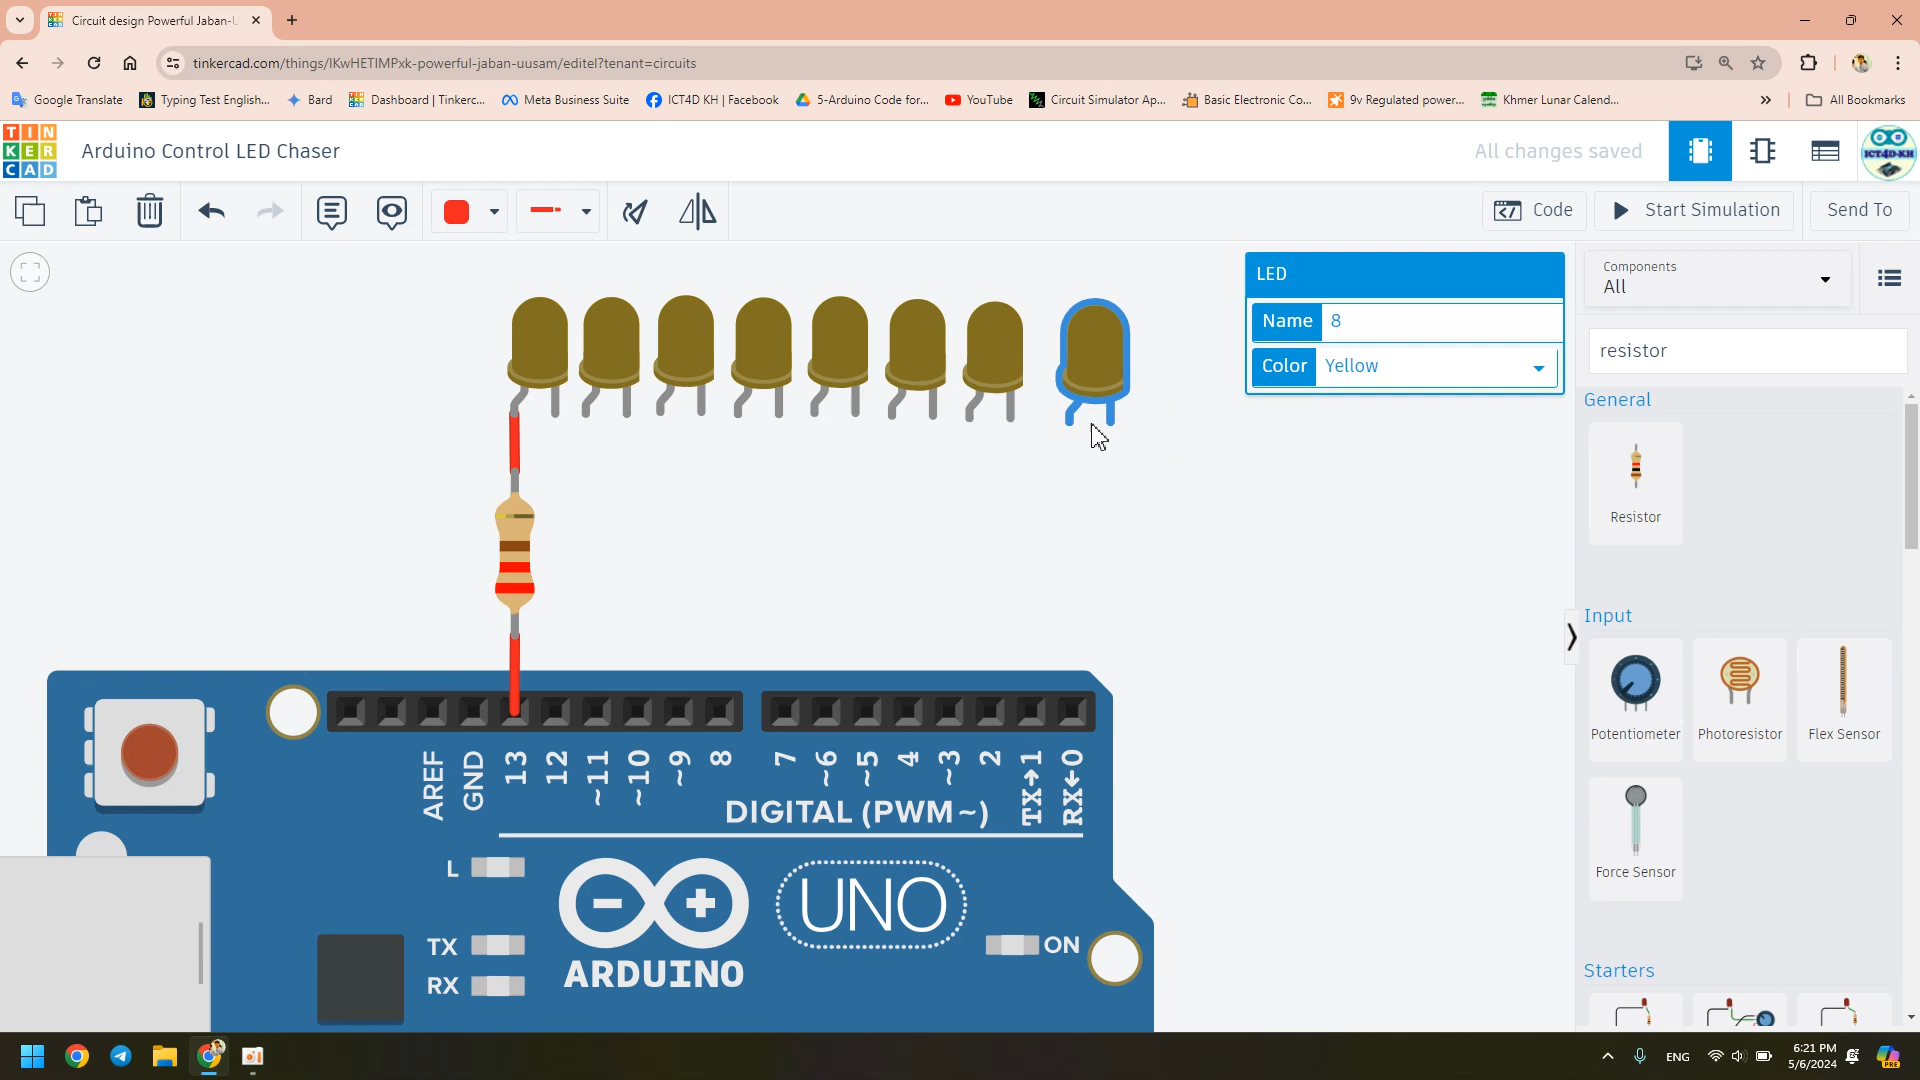 Circuit design Powerful Jaban-U
tinkercad.com/things/lKwHETIMPxk-powerful-jaban-uusam/editel?tenant=circuits
Google Translate
Typing Test English...
Bard
Dashboard | Tinkerc...
Meta Business Suite
ICT4D KH | Facebook
5-Arduino Code for...
YouTube
Circuit Simulator Ap...
Basic Electronic Co...
9v Regulated power...
Khmer Lunar Calend...
All Bookmarks
TIN
KER
CAD
Arduino Control LED Chaser
All changes saved
ICT4D-KH
Code
Start Simulation
Send To
LED
Name
8
Color
Yellow
Components
All
resistor
General
Resistor
Input
Potentiometer
Photoresistor
Flex Sensor
Force Sensor
Starters
AREF
GND
13
12
~11
~10
~9
8
7
~6
~5
4
~3
2
TX→1
RX←0
DIGITAL (PWM~)
L
TX
RX
UNO
ON
ARDUINO
ENG
6:21 PM
5/6/2024
PRE